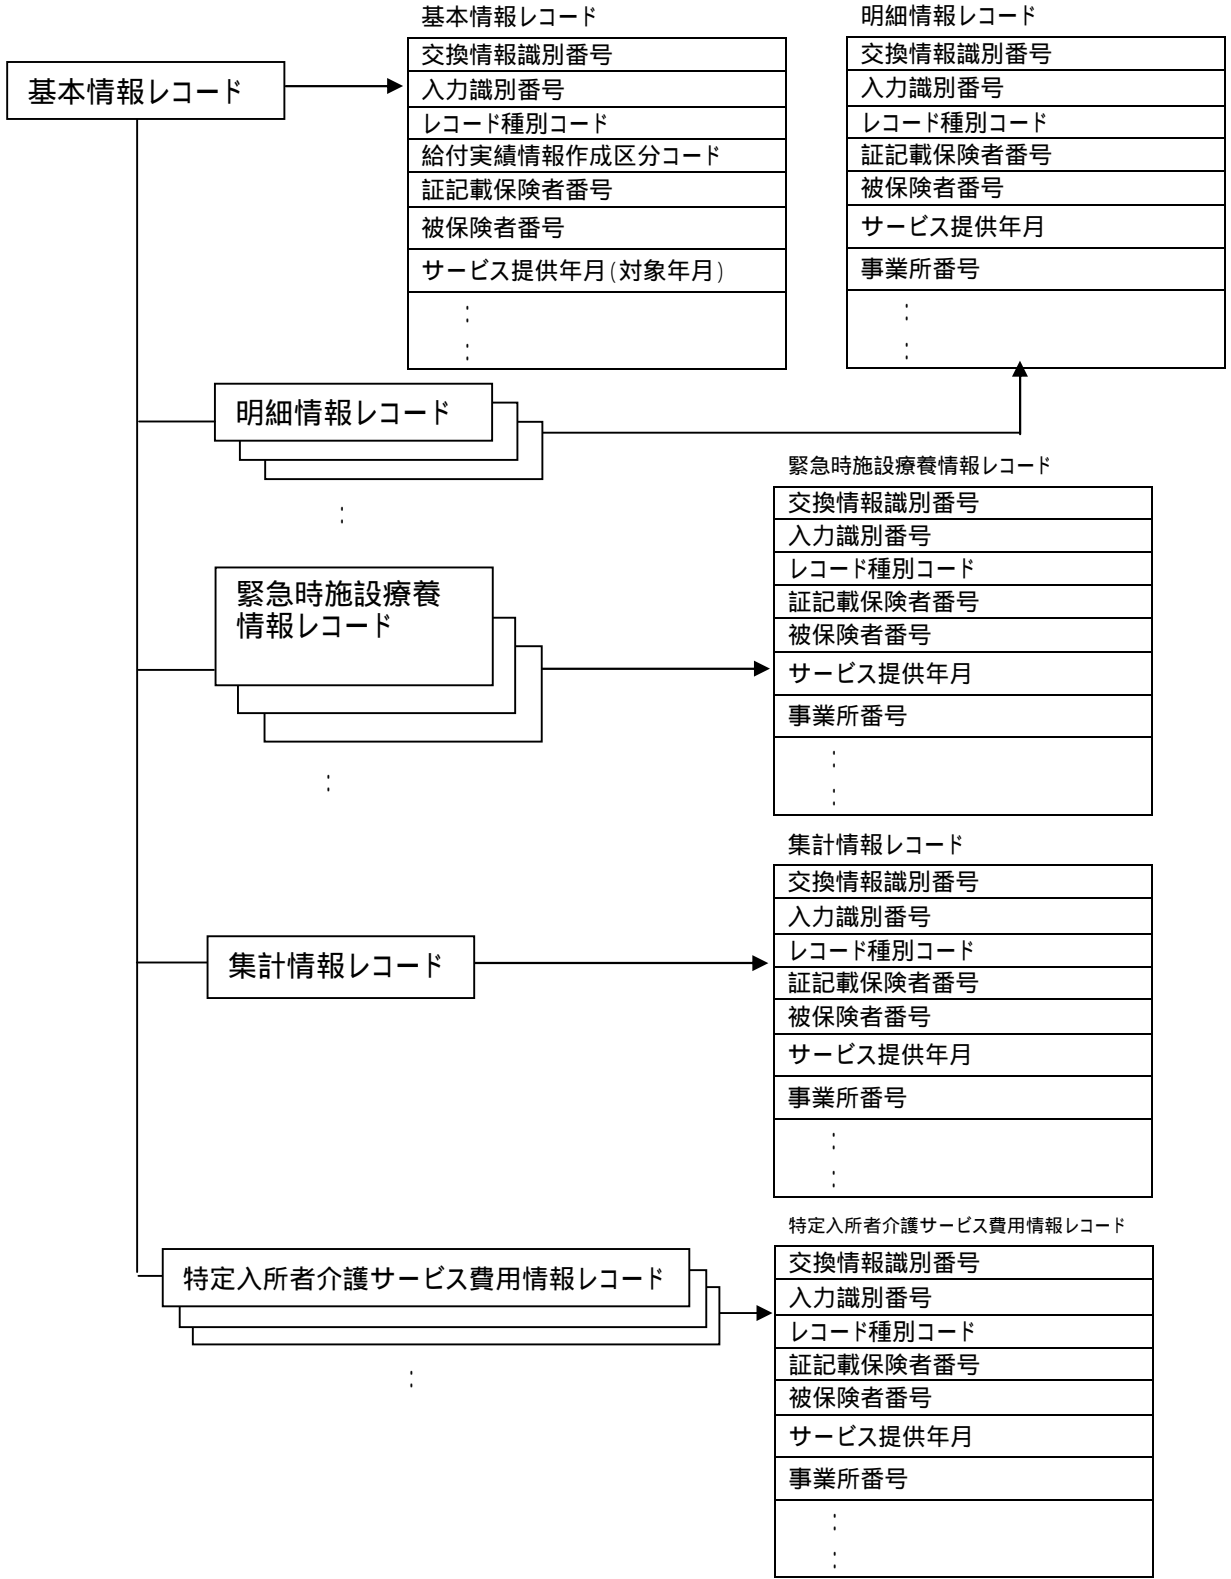 基本情報レコード
基本情報レコード
交換情報識別番号
入力識別番号
レコード種別コード
給付実績情報作成区分コード
証記載保険者番号
被保険者番号
サービス提供年月(対象年月)
:
:
明細情報レコード
交換情報識別番号
入力識別番号
レコード種別コード
証記載保険者番号
被保険者番号
サービス提供年月
事業所番号
:
:
明細情報レコード
:
緊急時施設療養
情報レコード
:
緊急時施設療養情報レコード
交換情報識別番号
入力識別番号
レコード種別コード
証記載保険者番号
被保険者番号
サービス提供年月
事業所番号
:
:
集計情報レコード
集計情報レコード
交換情報識別番号
入力識別番号
レコード種別コード
証記載保険者番号
被保険者番号
サービス提供年月
事業所番号
:
:
特定入所者介護サービス費用情報レコード
:
特定入所者介護サービス費用情報レコード
交換情報識別番号
入力識別番号
レコード種別コード
証記載保険者番号
被保険者番号
サービス提供年月
事業所番号
:
: